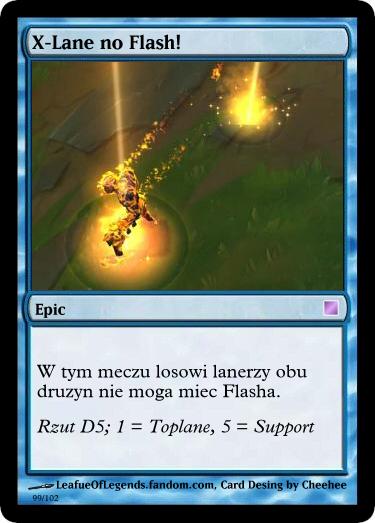 X-Lane no Flash!
Epic
W tym meczu losowi lanerzy obu
druzyn nie moga miec Flasha.
Rzut D5; 1 = Toplane, 5 = Support
LeafueOfLegends.fandom.com, Card Desing by Cheehee
99/102